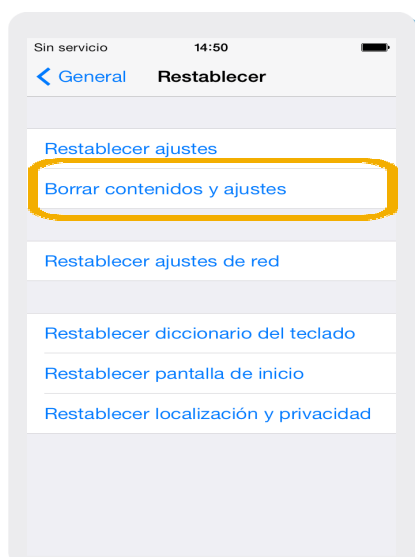 Sin servicio 14:50
General Restablecer
Restablecer ajustes
Borrar contenidos y ajustes
Restablecer ajustes de red
Restablecer diccionario del teclado
Restablecer pantalla de inicio
Restablecer localización y privacidad